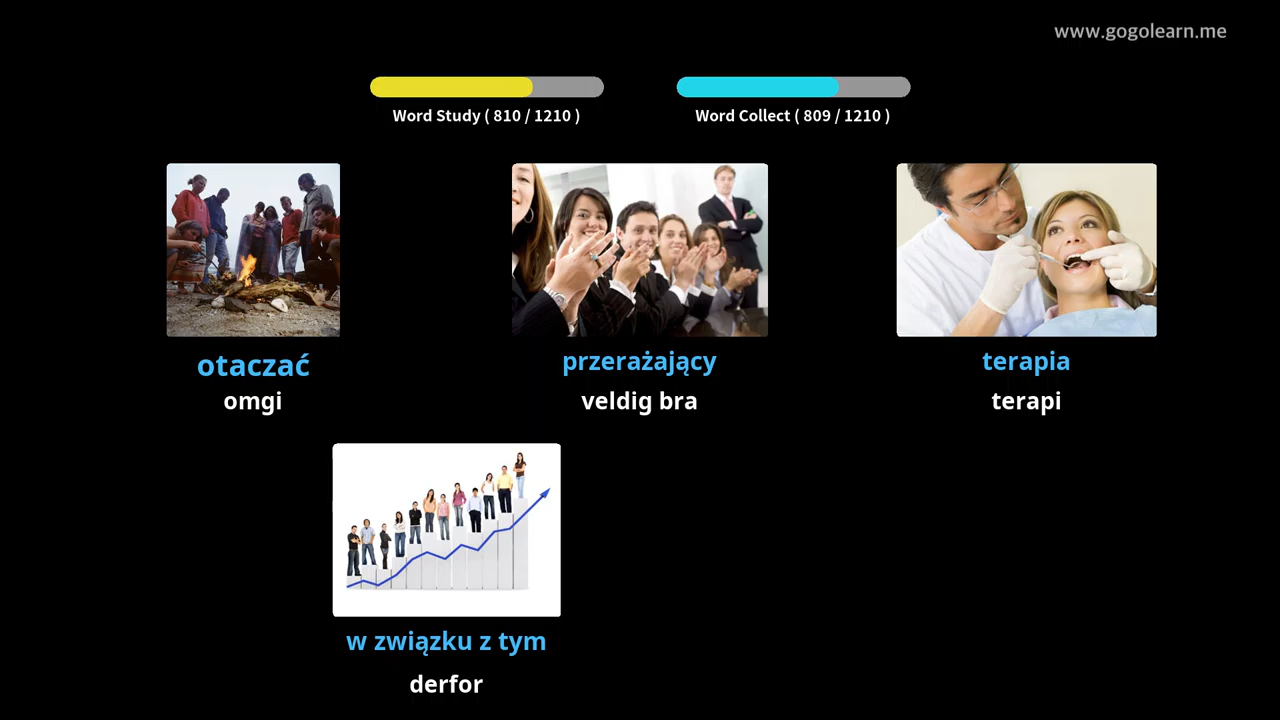 www.gogolearn.me
Word Study ( 810 / 1210 )
Word Collect ( 809 / 1210 )
otaczać
omgi
przerażający
veldig bra
terapia
terapi
w związku z tym
derfor